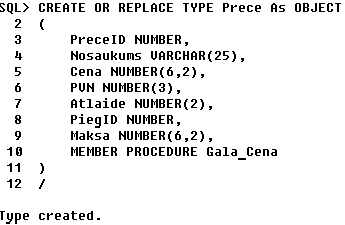 SQL> CREATE OR REPLACE TYPE Prece As OBJECT
2 (
3 PreceID NUMBER,
4 Nosaukums VARCHAR(25),
5 Cena NUMBER(6,2),
6 PVN NUMBER(3),
7 Atlaide NUMBER(2),
8 PiegID NUMBER,
9 Maksa NUMBER(6,2),
10 MEMBER PROCEDURE Gala_Cena
11 )
12 /
Type created.